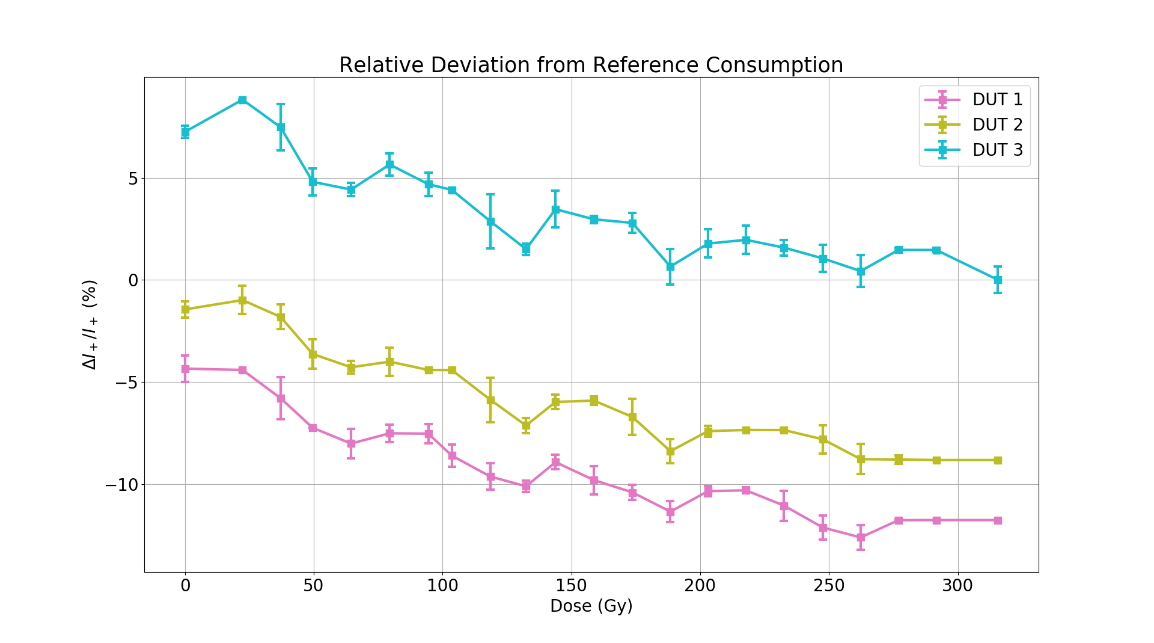 Relative Deviation from Reference Consumption
DUT 1
DUT 2
DUT 3
5
0
−5
−10
ΔI₊/I₊ (%)
0 50 100 150 200 250 300
Dose (Gy)